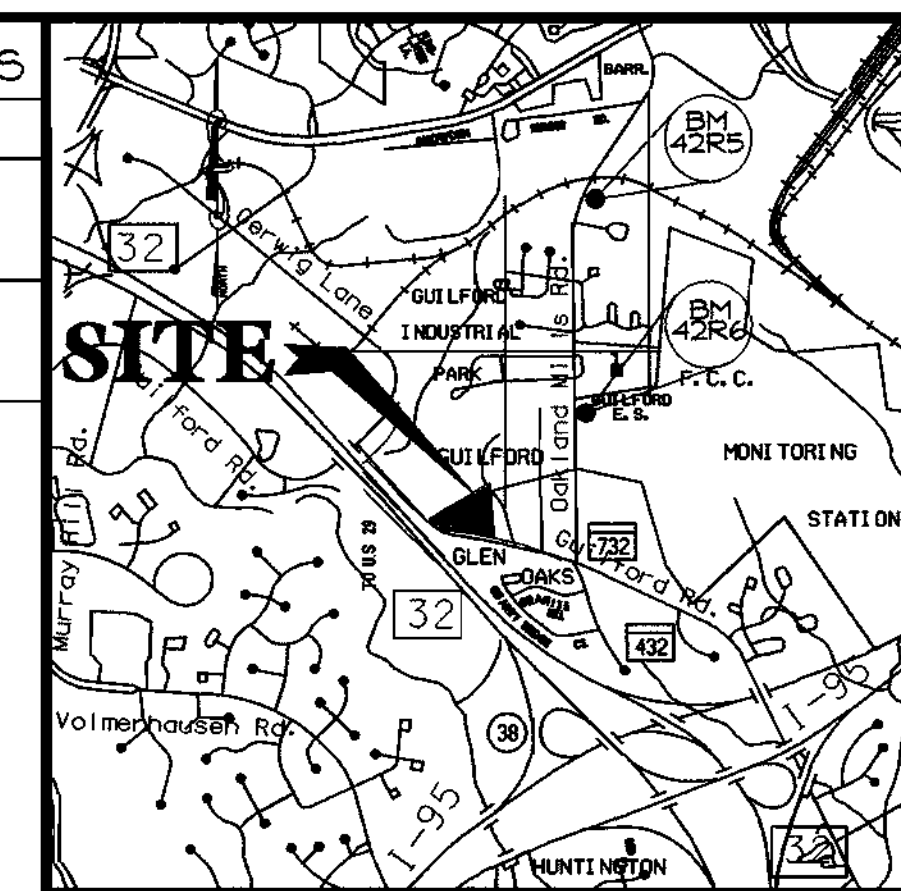 S
BARR.
BM
42R5
32
Gerwig Lane
GUILFORD
INDUSTRIAL
PARK
Oakland Mills Rd.
BM
42R6
SITE
F.C.C.
GUILFORD
E.S.
Guilford Rd.
GUILFORD
MONITORING
STATION
Murray Hill Rd.
TO U.S 29
GLEN
OAKS
Guilford Rd.
732
32
432
I-95
Volmerhausen Rd.
38
I-95
32
HUNTINGTON